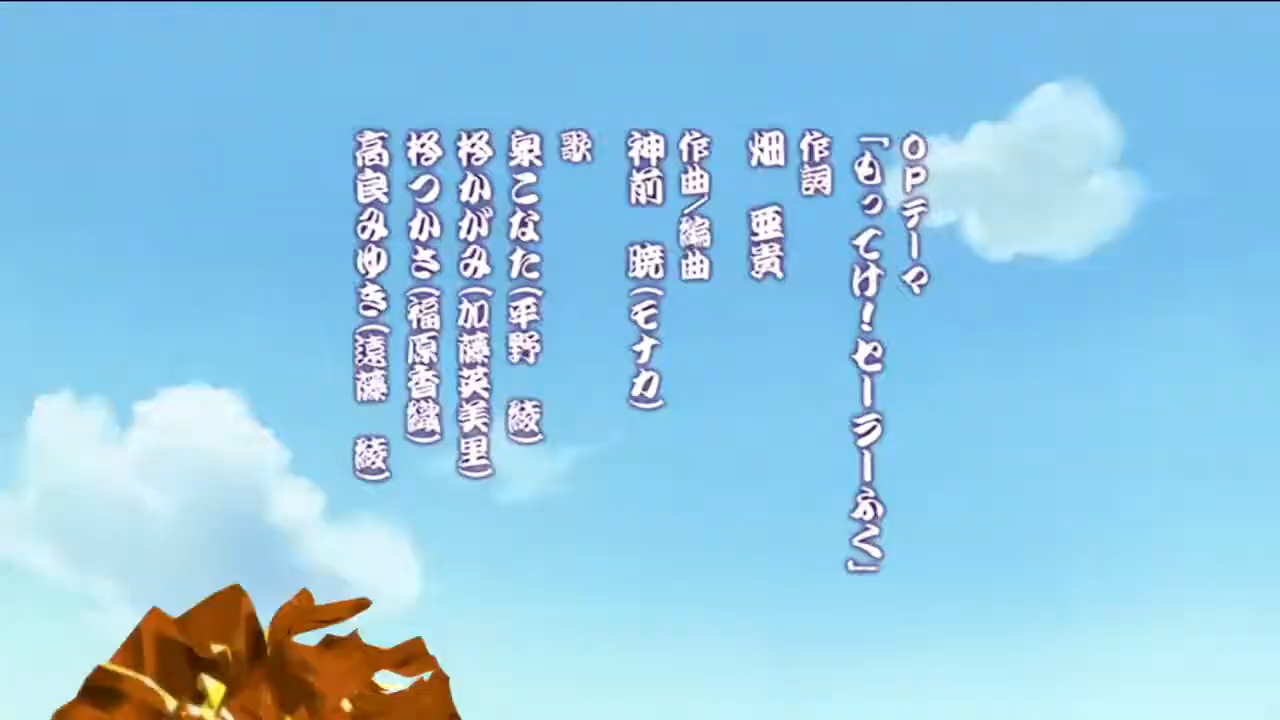 OPテーマ
「もってけ!セーラーふく」
作詞
畑 亜貴
作曲/編曲
神前 暁(モナカ)
歌
泉こなた(平野 綾)
柊かがみ(加藤英美里)
柊つかさ(福原香織)
高良みゆき(遠藤 綾)